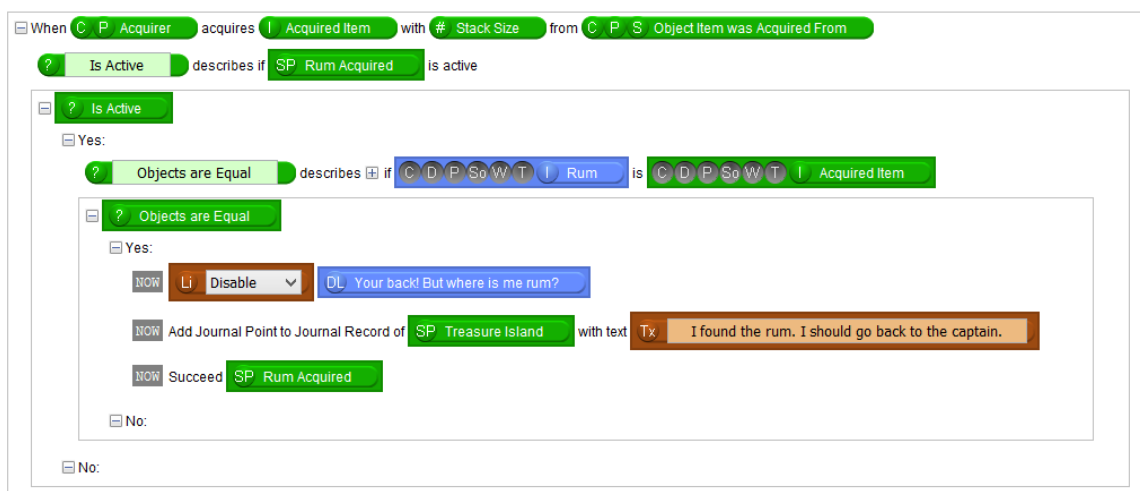 When C P Acquirer acquires I Acquired Item with # Stack Size from C P S Object Item was Acquired From
? Is Active describes if SP Rum Acquired is active
? Is Active
Yes:
? Objects are Equal describes if C D P So W T I Rum is C D P So W T I Acquired Item
? Objects are Equal
Yes:
NOW Li Disable DL Your back! But where is me rum?
NOW Add Journal Point to Journal Record of SP Treasure Island with text Tx I found the rum. I should go back to the captain.
NOW Succeed SP Rum Acquired
No:
No: